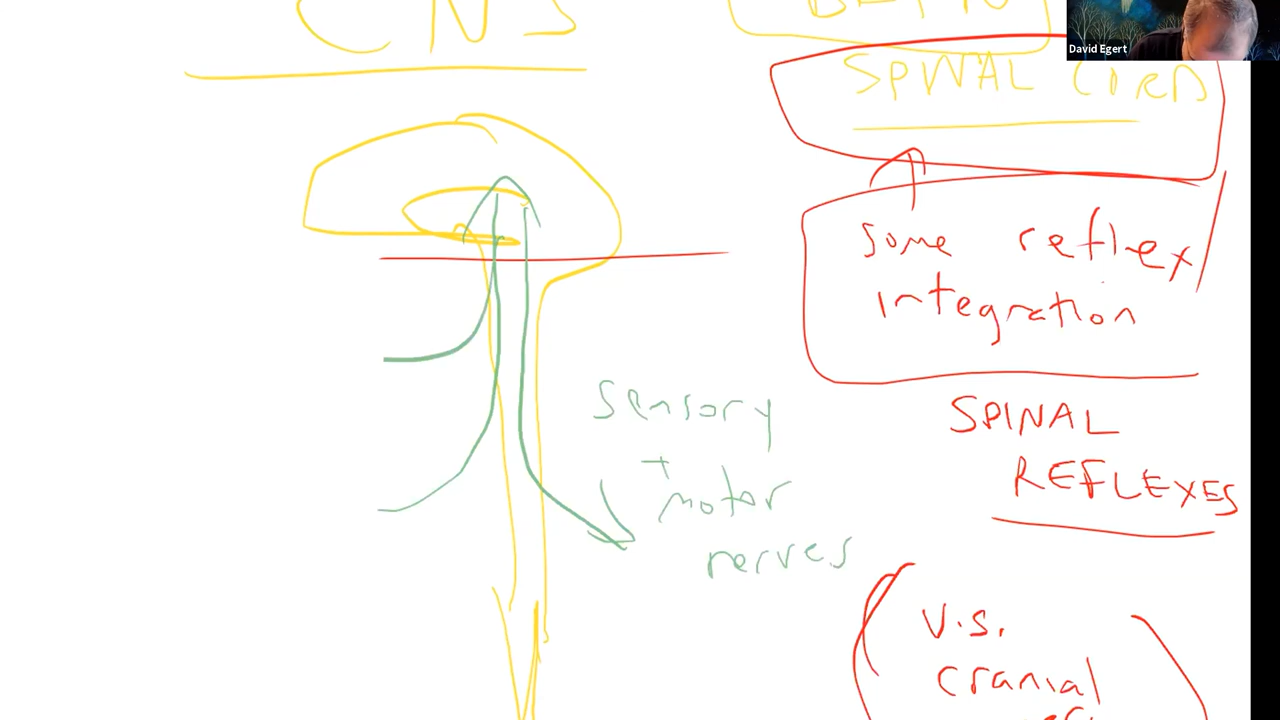 CNS
David Egert
SPINAL CORD
some reflex
integration
SPINAL
REFLEXES
sensory
+
motor
nerves
V.S.
cranial